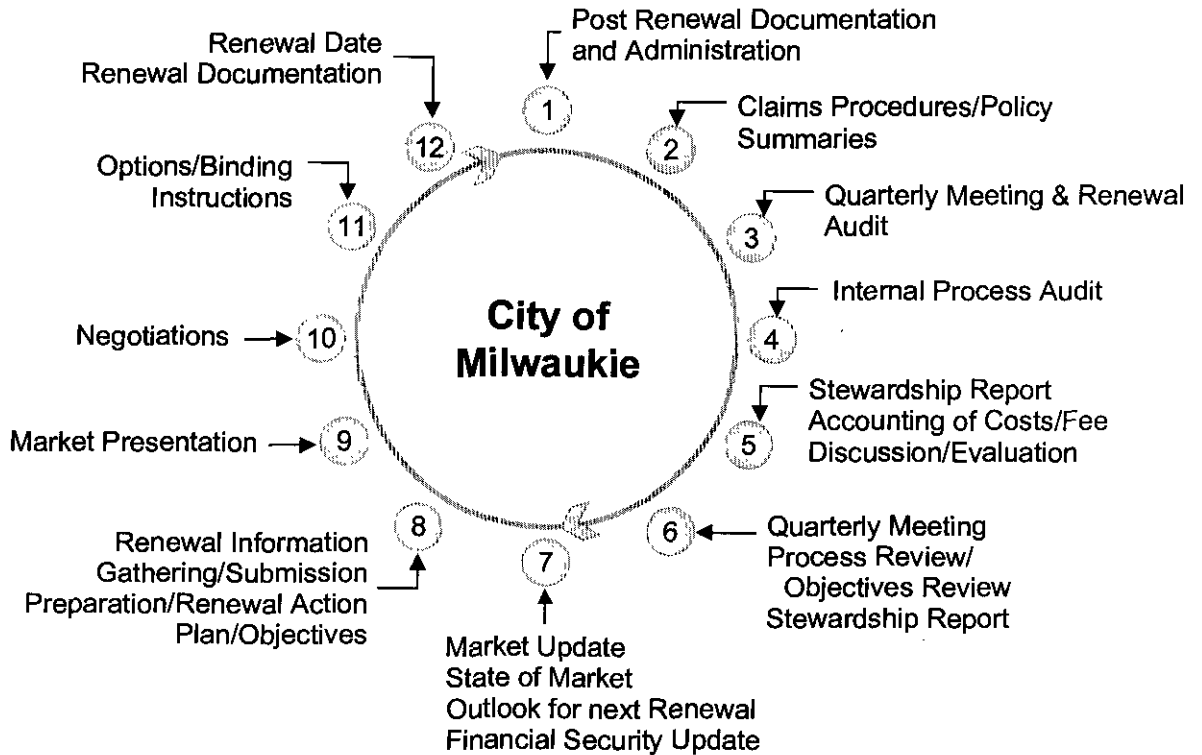 Post Renewal Documentation
and Administration
1
Claims Procedures/Policy
Summaries
2
Quarterly Meeting & Renewal
Audit
3
Internal Process Audit
4
Stewardship Report
Accounting of Costs/Fee
Discussion/Evaluation
5
Quarterly Meeting
Process Review/
Objectives Review
Stewardship Report
6
7
Market Update
State of Market
Outlook for next Renewal
Financial Security Update
8
Renewal Information
Gathering/Submission
Preparation/Renewal Action
Plan/Objectives
Market Presentation
9
Negotiations
10
Options/Binding
Instructions
11
Renewal Date
Renewal Documentation
12
City of
Milwaukie